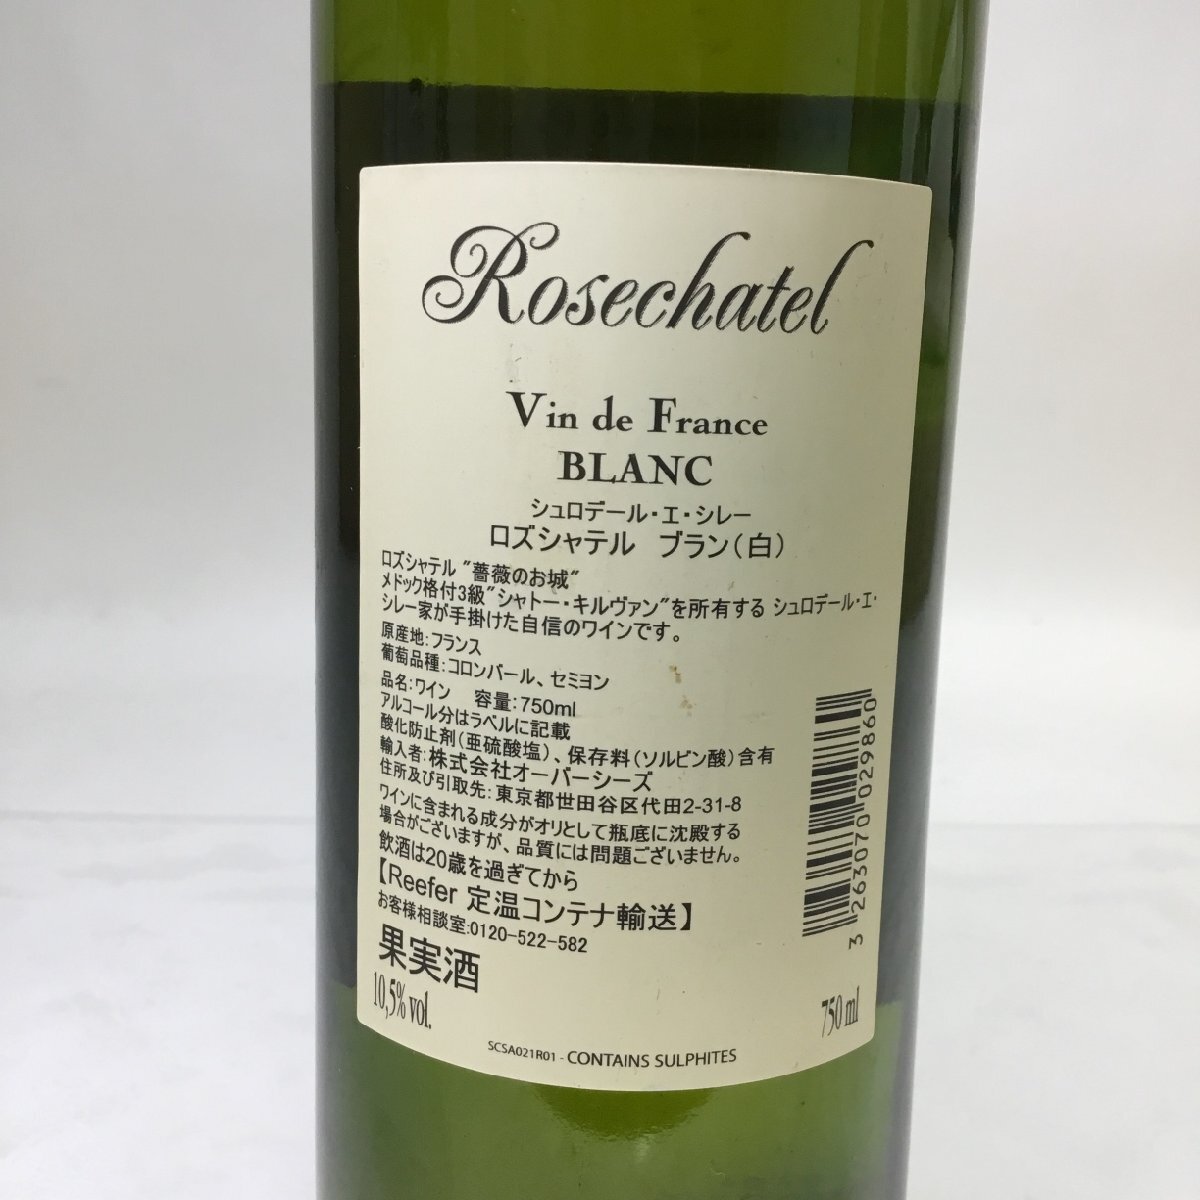 Rosechatel
Vin de France
BLANC
シュロデール・エ・シレー
ロズシャテル ブラン(白)
ロズシャテル "薔薇のお城"
メドック格付3級"シャトー・キルヴァン"を所有する シュロデール・エ・
シレー家が手掛けた自信のワインです。
原産地:フランス
葡萄品種:コロンバール、セミヨン
品名:ワイン 容量:750ml
アルコール分はラベルに記載
酸化防止剤(亜硫酸塩)、保存料(ソルビン酸)含有
輸入者:株式会社オーバーシーズ
住所及び引取先:東京都世田谷区代田2-31-8
ワインに含まれる成分がオリとして瓶底に沈殿する
場合がございますが、品質には問題ございません。
飲酒は20歳を過ぎてから
【Reefer 定温コンテナ輸送】
お客様相談室:0120-522-582
果実酒
10,5% vol.
750 ml
SCSA021R01 - CONTAINS SULPHITES
3 263070 029860